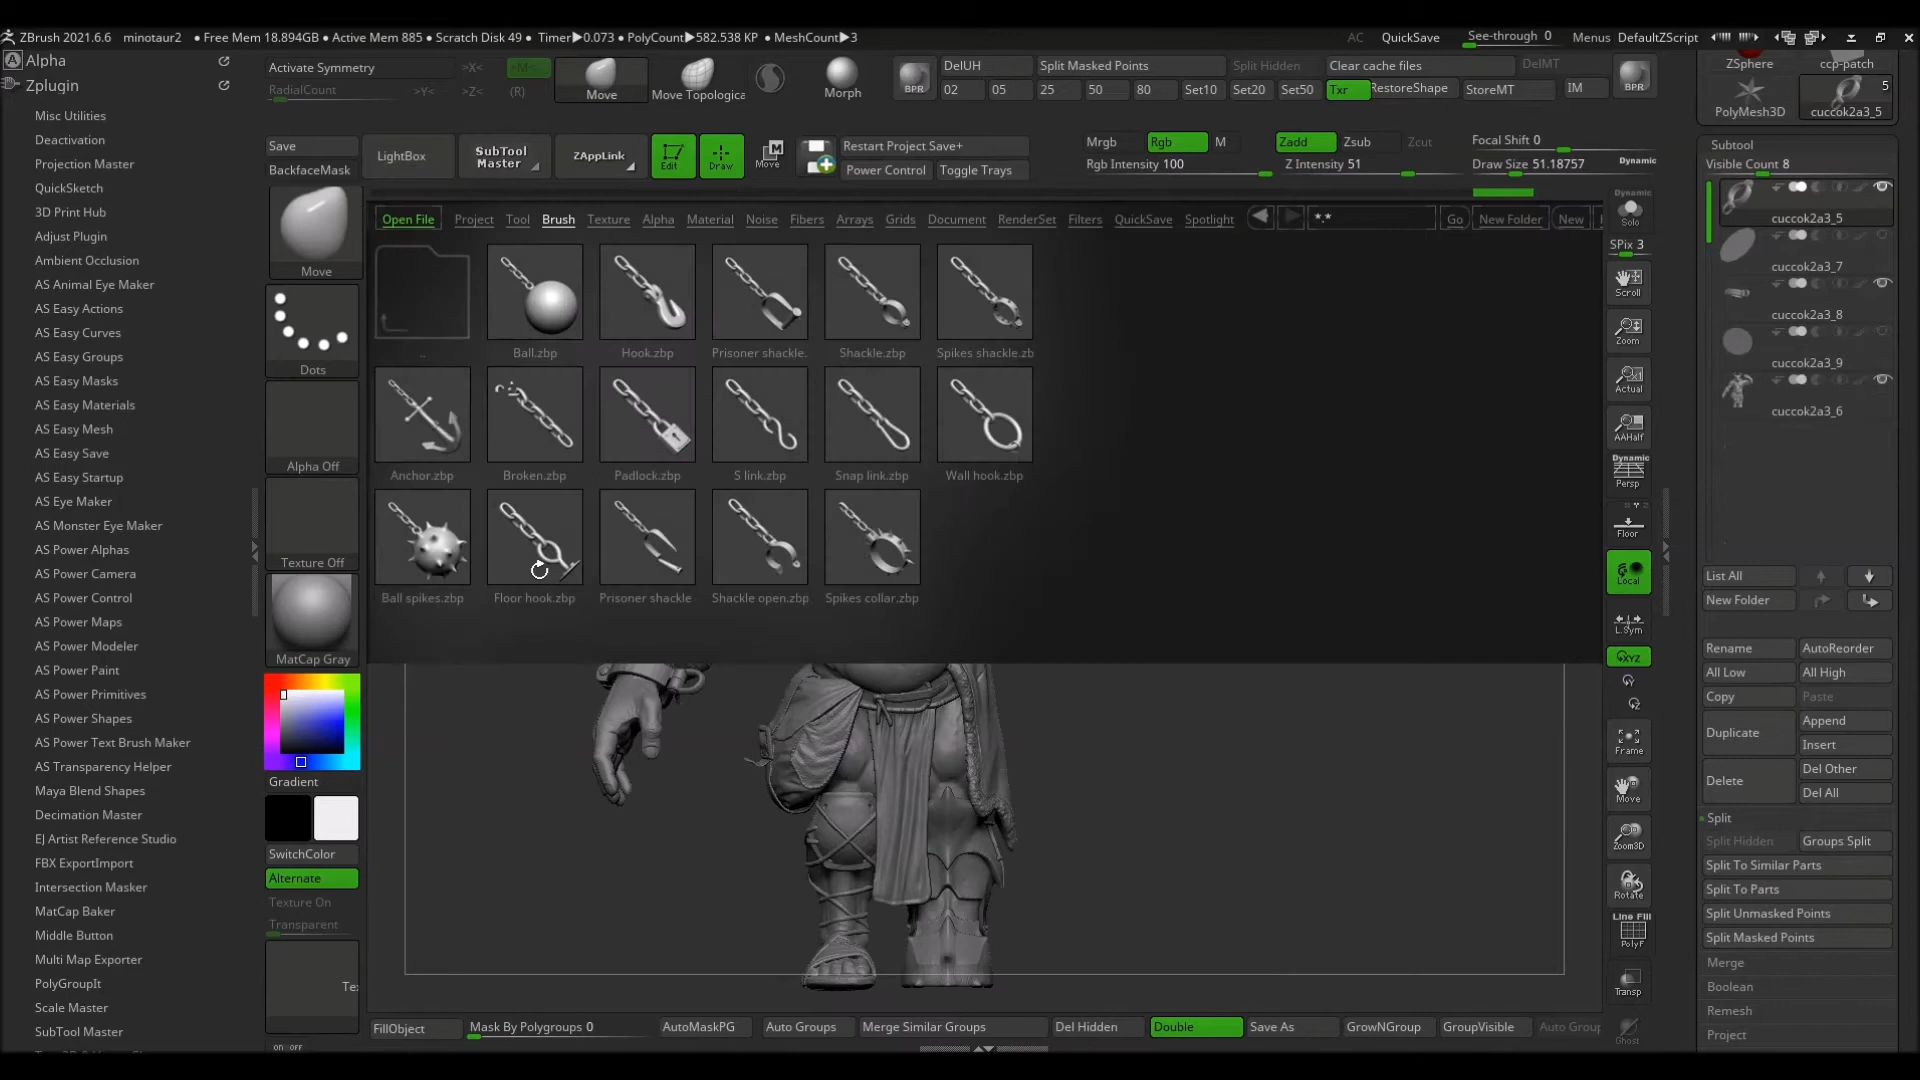 ZBrush 2021.6.6 minotaur2 • Free Mem 18.894GB • Active Mem 885 • Scratch Disk 49 • Timer▶0.073 • PolyCount▶582.538 KP • MeshCount▶3 AC QuickSave See-through 0 Menus DefaultZScript
Alpha
Zplugin
Misc Utilities
Deactivation
Projection Master
QuickSketch
3D Print Hub
Adjust Plugin
Ambient Occlusion
AS Animal Eye Maker
AS Easy Actions
AS Easy Curves
AS Easy Groups
AS Easy Masks
AS Easy Materials
AS Easy Mesh
AS Easy Save
AS Easy Startup
AS Eye Maker
AS Monster Eye Maker
AS Power Alphas
AS Power Camera
AS Power Control
AS Power Maps
AS Power Modeler
AS Power Paint
AS Power Primitives
AS Power Shapes
AS Power Text Brush Maker
AS Transparency Helper
Maya Blend Shapes
Decimation Master
EJ Artist Reference Studio
FBX ExportImport
Intersection Masker
MatCap Baker
Middle Button
Multi Map Exporter
PolyGroupIt
Scale Master
SubTool Master
Activate Symmetry >X< >M< Move Move Topologica Morph BPR
RadialCount >Y< >Z< (R)
DelUH Split Masked Points Split Hidden Clear cache files DelMT BPR
02 05 25 50 80 Set10 Set20 Set50 Txr RestoreShape StoreMT IM
Save LightBox SubTool Master ZAppLink Edit Draw Move Restart Project Save+
BackfaceMask Power Control Toggle Trays
Mrgb Rgb M Zadd Zsub Zcut Focal Shift 0
Rgb Intensity 100 Z Intensity 51 Draw Size 51.18757 Dynamic
Move
Dots
Alpha Off
Texture Off
MatCap Gray
Gradient
SwitchColor
Alternate
Texture On
Transparent
Tex
on off
Open File Project Tool Brush Texture Alpha Material Noise Fibers Arrays Grids Document RenderSet Filters QuickSave Spotlight *.* Go New Folder New
.. Ball.zbp Hook.zbp Prisoner shackle. Shackle.zbp Spikes shackle.zb
Anchor.zbp Broken.zbp Padlock.zbp S link.zbp Snap link.zbp Wall hook.zbp
Ball spikes.zbp Floor hook.zbp Prisoner shackle Shackle open.zbp Spikes collar.zbp
FillObject Mask By Polygroups 0 AutoMaskPG Auto Groups Merge Similar Groups Del Hidden Double Save As GrowNGroup GroupVisible Auto Group
Dynamic
Solo
SPix 3
Scroll
Zoom
Actual
AAHalf
Dynamic
Persp
Floor
Local
L.Sym
XYZ
Frame
Move
Zoom3D
Rotate
Line Fill
PolyF
Transp
Ghost
ZSphere ccp-patch
5
PolyMesh3D cuccok2a3_5
Subtool
Visible Count 8
cuccok2a3_5
cuccok2a3_7
cuccok2a3_8
cuccok2a3_9
cuccok2a3_6
List All
New Folder
Rename AutoReorder
All Low All High
Copy Paste
Duplicate Append
Insert
Delete Del Other
Del All
Split
Split Hidden Groups Split
Split To Similar Parts
Split To Parts
Split Unmasked Points
Split Masked Points
Merge
Boolean
Remesh
Project